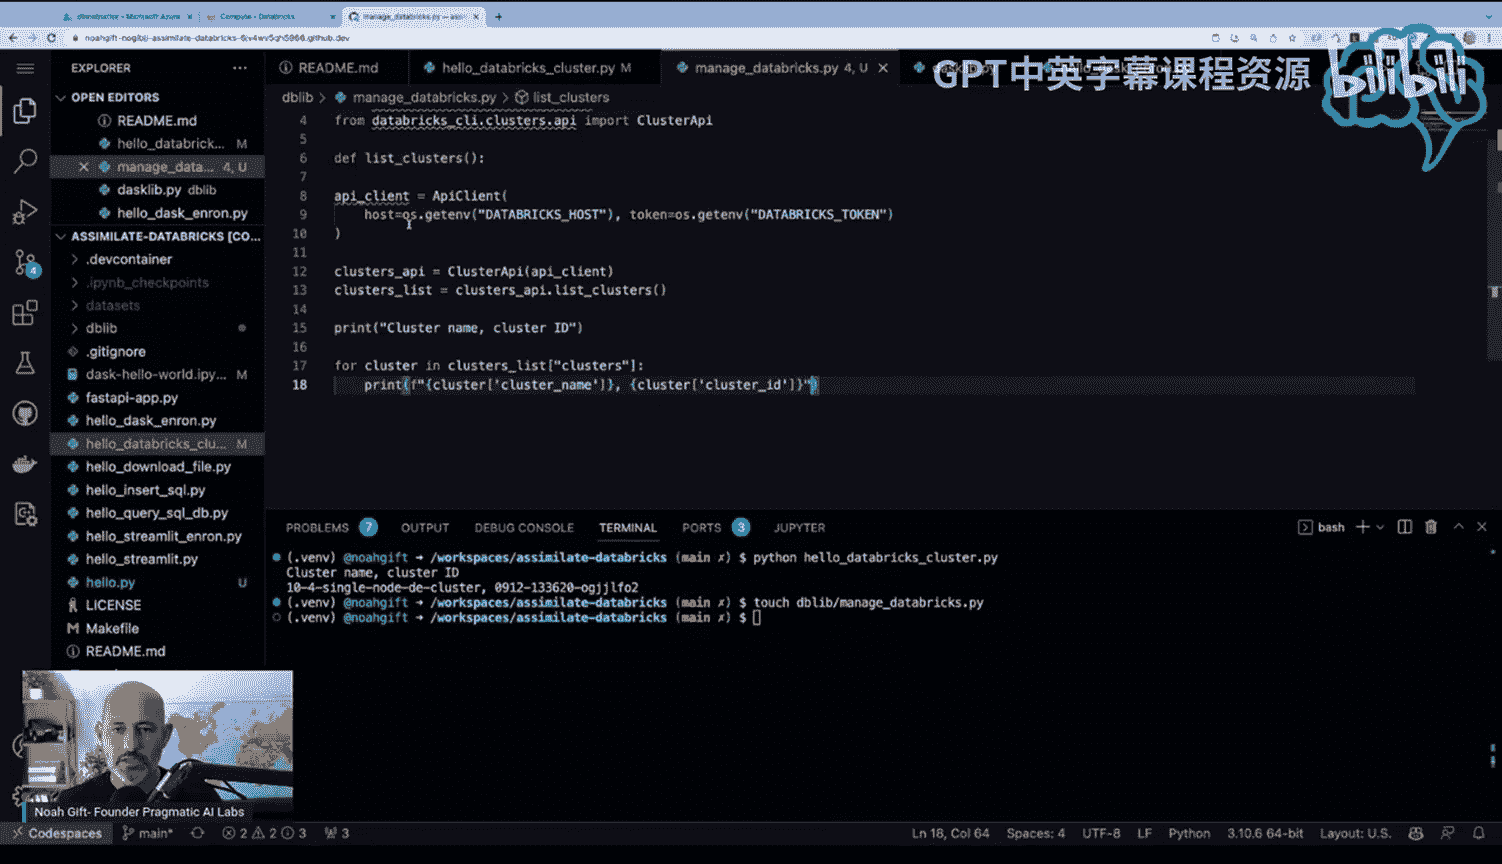 Compute - Databricks
EXPLORER
README.md
hello_databricks_cluster.py M
manage_databricks.py 4, U
GPT中英字幕课程资源
bilibili
OPEN EDITORS
README.md
hello_databrick... M
manage_data... 4, U
dasklib.py dblib
hello_dask_enron.py
ASSIMILATE-DATABRICKS [CO...
.devcontainer
.ipynb_checkpoints
datasets
dblib
.gitignore
dask-hello-world.ipy... M
fastapi-app.py
hello_dask_enron.py
hello_databricks_clu... M
hello_download_file.py
hello_insert_sql.py
hello_query_sql_db.py
hello_streamlit_enron.py
hello_streamlit.py
hello.py U
LICENSE
Makefile
README.md
4
dblib > manage_databricks.py > list_clusters
4 from databricks_cli.clusters.api import ClusterApi
5
6 def list_clusters():
7
8 api_client = ApiClient(
9 host=os.getenv("DATABRICKS_HOST"), token=os.getenv("DATABRICKS_TOKEN")
10 )
11
12 clusters_api = ClusterApi(api_client)
13 clusters_list = clusters_api.list_clusters()
14
15 print("Cluster name, cluster ID")
16
17 for cluster in clusters_list["clusters"]:
18 print(f"{cluster['cluster_name']}, {cluster['cluster_id']}")
PROBLEMS 7 OUTPUT DEBUG CONSOLE TERMINAL PORTS 3 JUPYTER
bash
(.venv) @noahgift → /workspaces/assimilate-databricks (main ✗) $ python hello_databricks_cluster.py
Cluster name, cluster ID
10-4-single-node-de-cluster, 0912-133620-ogjjlfo2
(.venv) @noahgift → /workspaces/assimilate-databricks (main ✗) $ touch dblib/manage_databricks.py
(.venv) @noahgift → /workspaces/assimilate-databricks (main ✗) $
Noah Gift- Founder Pragmatic AI Labs
Codespaces main* 2 2 3 3
Ln 18, Col 64 Spaces: 4 UTF-8 LF Python 3.10.6 64-bit Layout: U.S.